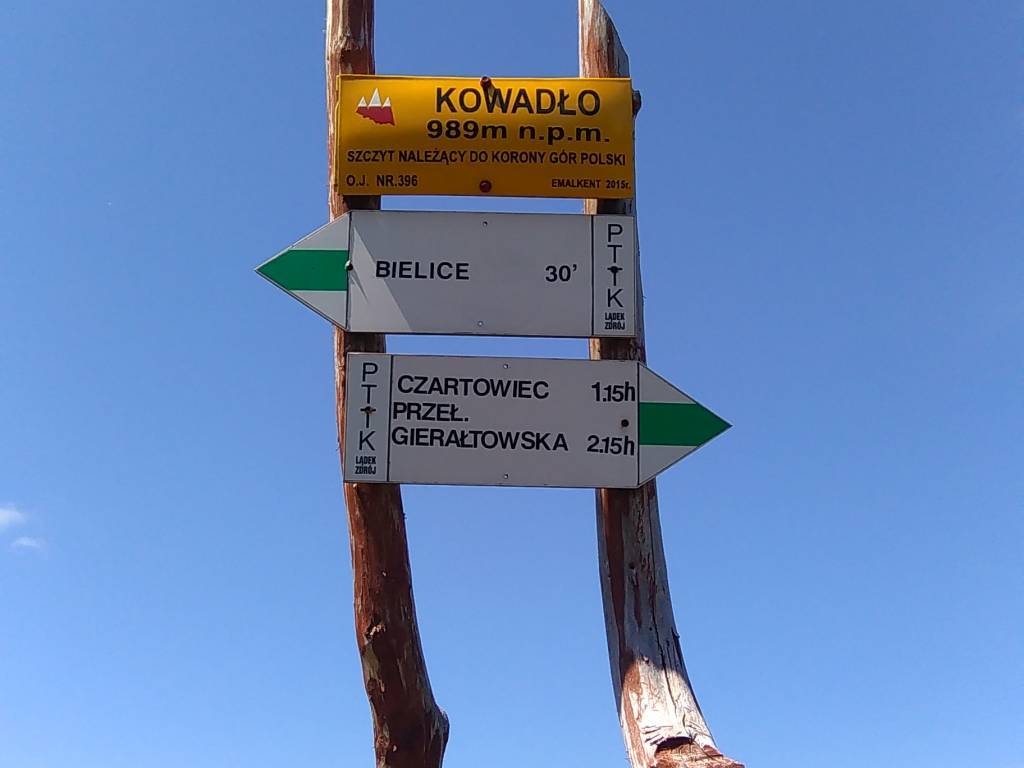 KOWADŁO
989m n.p.m.
SZCZYT NALEŻĄCY DO KORONY GÓR POLSKI
O.J. NR.396 EMALKENT 2015r.
BIELICE 30'
PTTK
LĄDEK
ZDRÓJ
PTTK
LĄDEK
ZDRÓJ
CZARTOWIEC 1.15h
PRZEŁ.
GIERAŁTOWSKA 2.15h